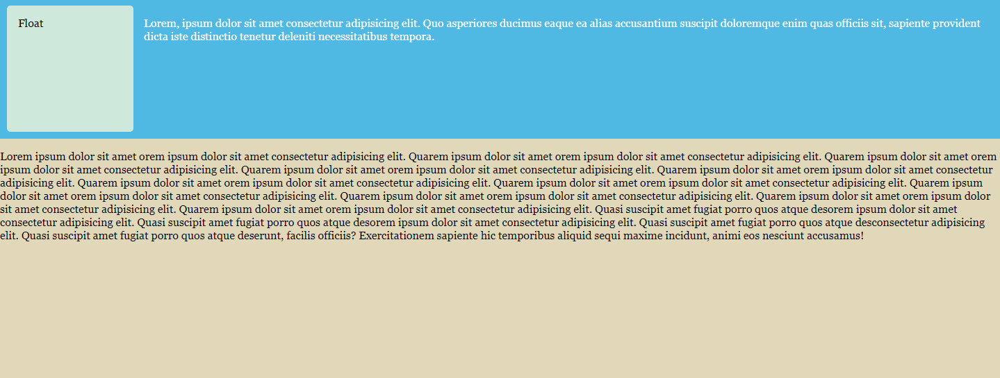 Float
Lorem, ipsum dolor sit amet consectetur adipisicing elit. Quo asperiores ducimus eaque ea alias accusantium suscipit doloremque enim quas officiis sit, sapiente provident
dicta iste distinctio tenetur deleniti necessitatibus tempora.
Lorem ipsum dolor sit amet orem ipsum dolor sit amet consectetur adipisicing elit. Quarem ipsum dolor sit amet orem ipsum dolor sit amet consectetur adipisicing elit. Quarem ipsum dolor sit amet orem
ipsum dolor sit amet consectetur adipisicing elit. Quarem ipsum dolor sit amet orem ipsum dolor sit amet consectetur adipisicing elit. Quarem ipsum dolor sit amet orem ipsum dolor sit amet consectetur
adipisicing elit. Quarem ipsum dolor sit amet orem ipsum dolor sit amet consectetur adipisicing elit. Quarem ipsum dolor sit amet orem ipsum dolor sit amet consectetur adipisicing elit. Quarem ipsum
dolor sit amet orem ipsum dolor sit amet consectetur adipisicing elit. Quarem ipsum dolor sit amet orem ipsum dolor sit amet consectetur adipisicing elit. Quarem ipsum dolor sit amet orem ipsum dolor
sit amet consectetur adipisicing elit. Quarem ipsum dolor sit amet orem ipsum dolor sit amet consectetur adipisicing elit. Quasi suscipit amet fugiat porro quos atque desorem ipsum dolor sit amet
consectetur adipisicing elit. Quasi suscipit amet fugiat porro quos atque desorem ipsum dolor sit amet consectetur adipisicing elit. Quasi suscipit amet fugiat porro quos atque desconsectetur adipisicing
elit. Quasi suscipit amet fugiat porro quos atque deserunt, facilis officiis? Exercitationem sapiente hic temporibus aliquid sequi maxime incidunt, animi eos nesciunt accusamus!